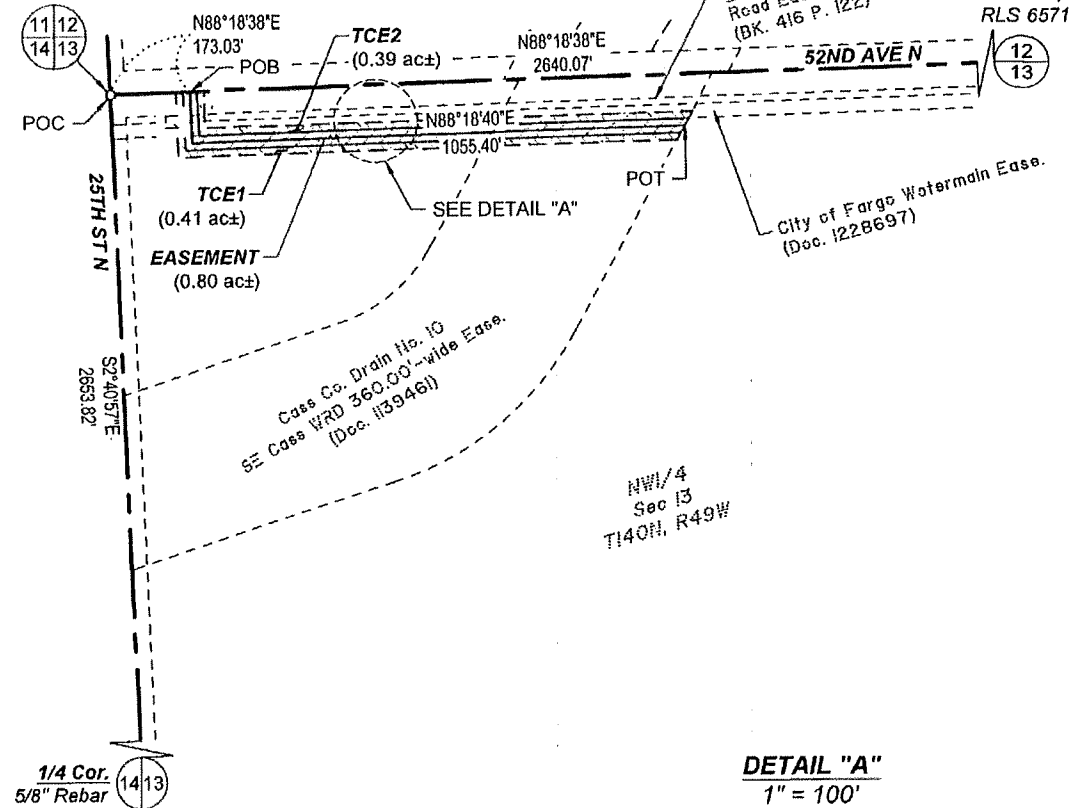 11 12
14 13
N88°18'38"E
173.03'
POB
POC
TCE2
(0.39 ac±)
N88°18'38"E
2640.07'
Road
(BK. 416 P. 122)
RLS 6571
52ND AVE N
12
13
N88°18'40"E
1055.40'
TCE1
(0.41 ac±)
EASEMENT
(0.80 ac±)
SEE DETAIL "A"
POT
City of Fargo Watermain Ease.
(Doc. 1228697)
25TH ST N
S2°40'57"E
2653.82'
Cass Co. Drain No. 10
SE Cass WRD 360.00'-wide Ease.
(Doc. 1139461)
NW1/4
Sec 13
T140N, R49W
1/4 Cor.
5/8" Rebar
14 13
DETAIL "A"
1" = 100'